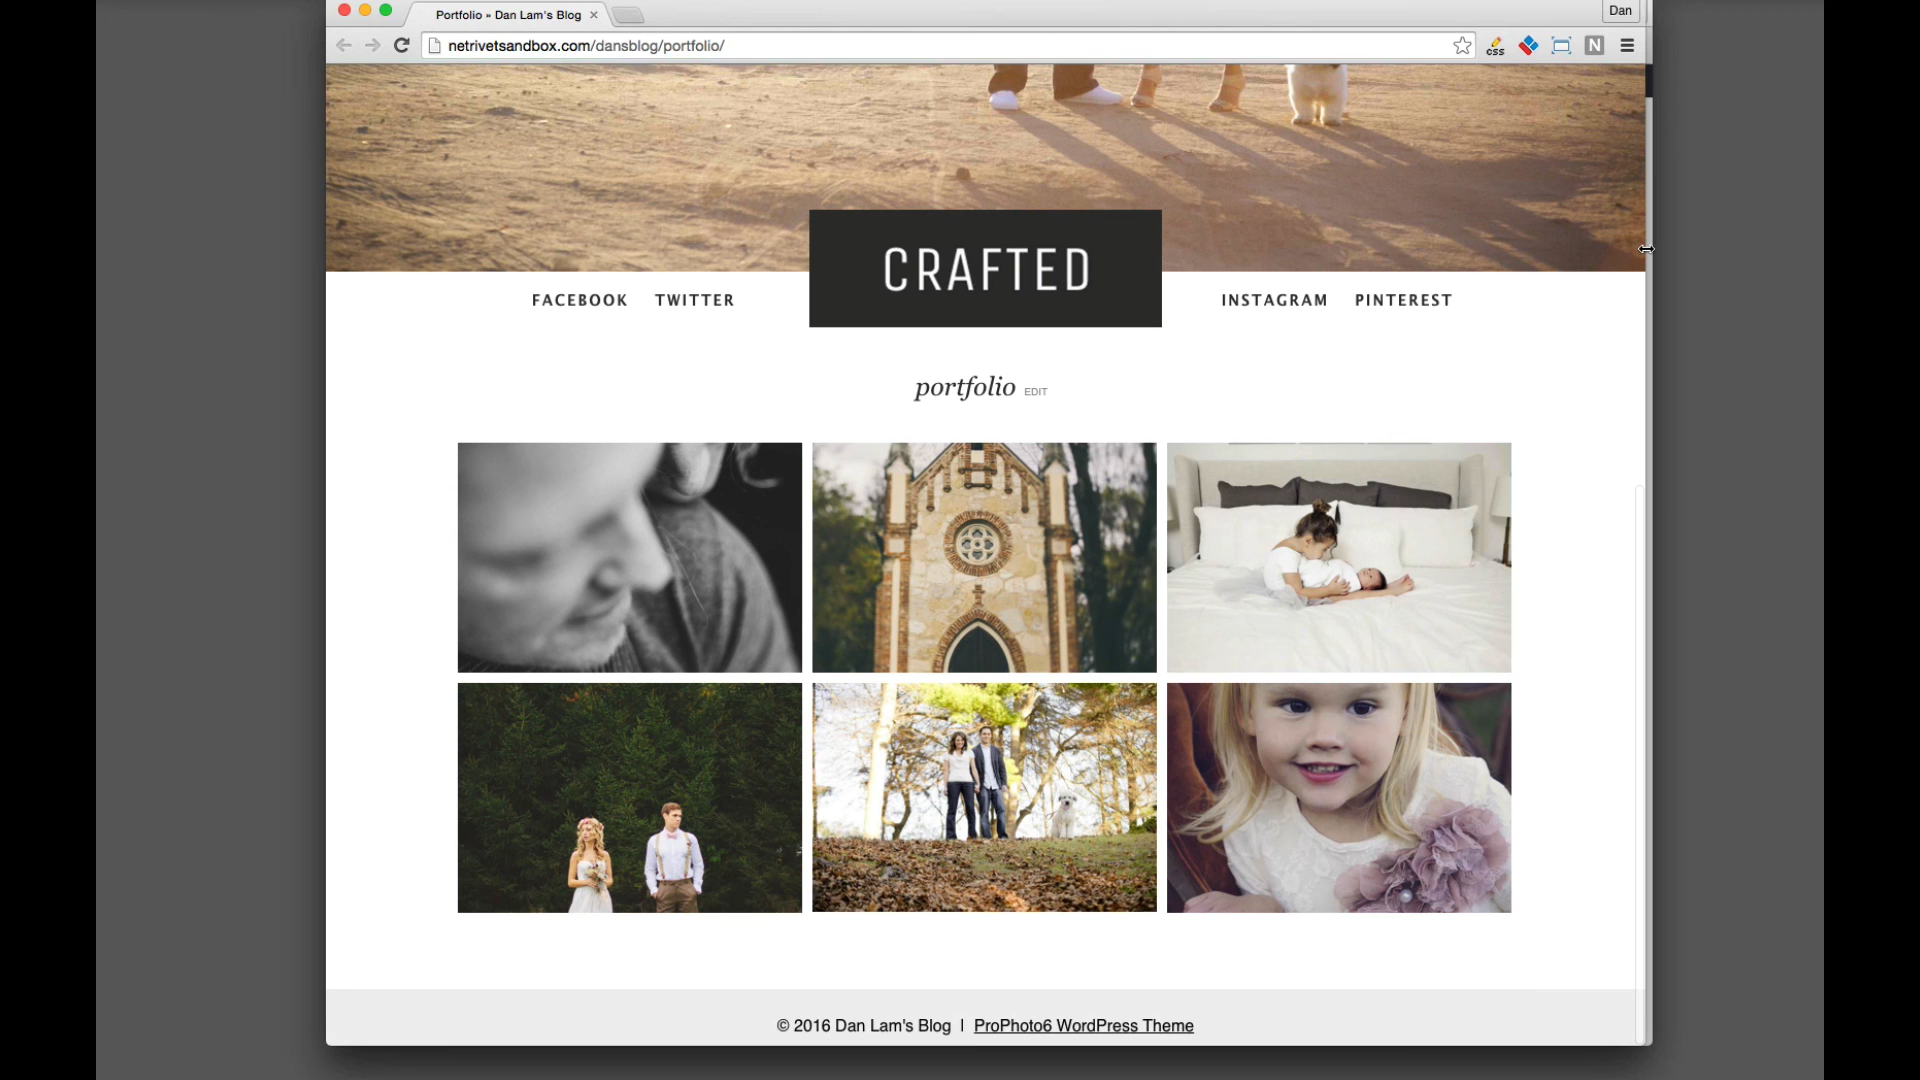 Portfolio » Dan Lam's Blog
Dan
netrivetsandbox.com/dansblog/portfolio/
css
N
CRAFTED
FACEBOOK TWITTER INSTAGRAM PINTEREST
portfolio EDIT
© 2016 Dan Lam's Blog | ProPhoto6 WordPress Theme